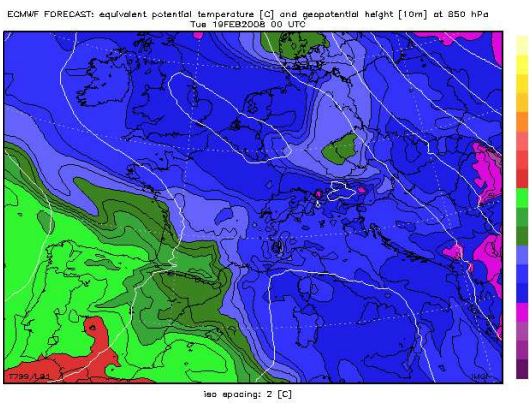 ECMWF FORECAST: equivalent potential temperature [C] and geopotential height [10m] at 850 hPa
Tue 19FEB2008 00 UTC
iso spacing: 2 [C]